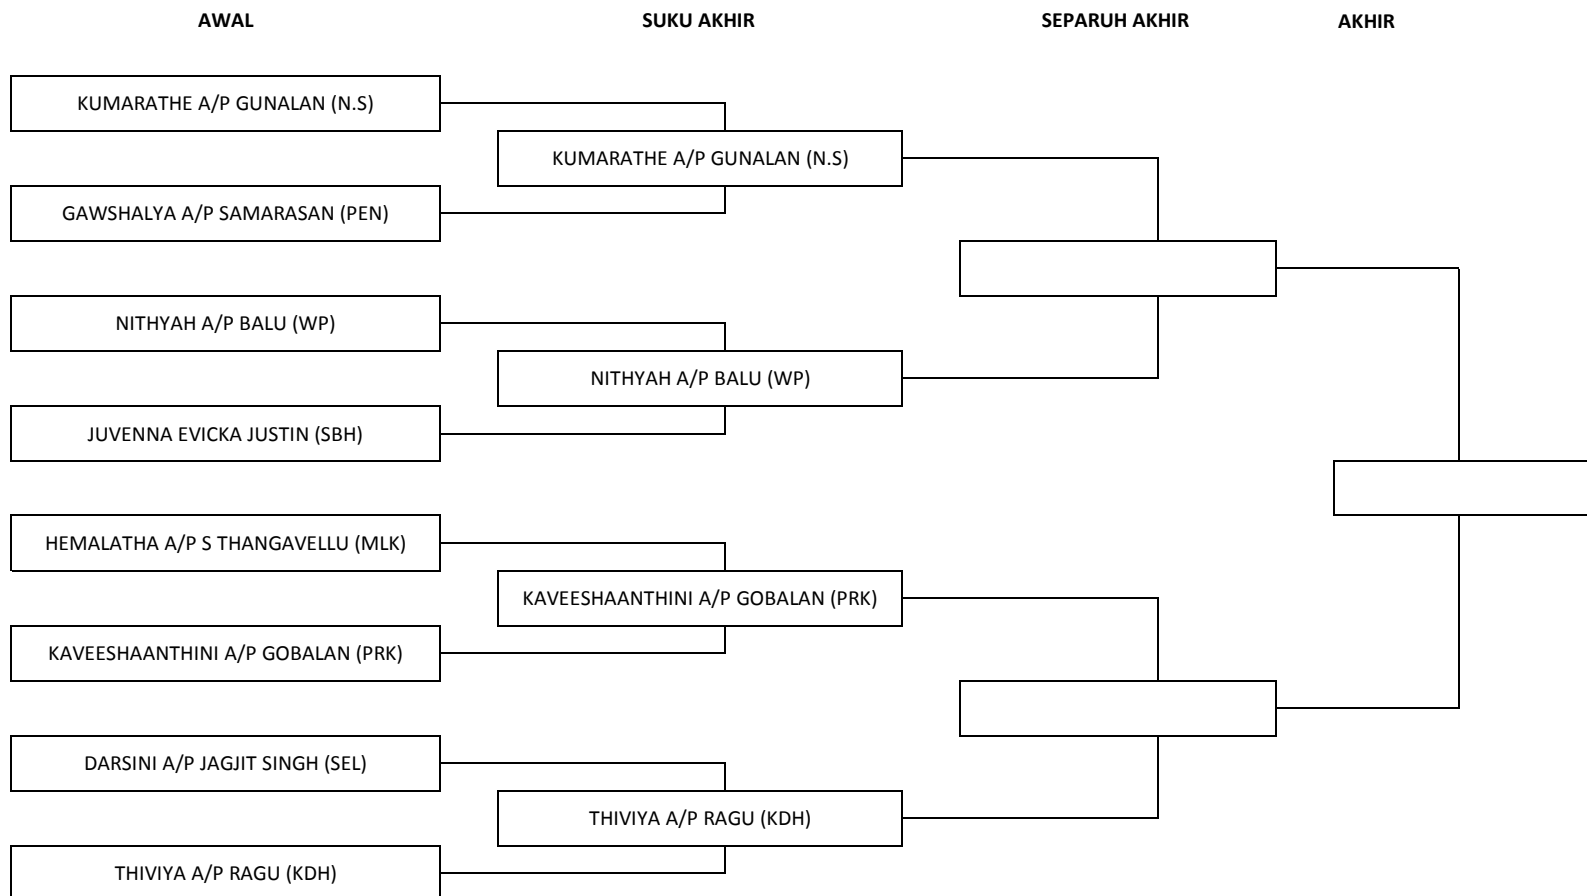 AWAL SUKU AKHIR SEPARUH AKHIR AKHIR
KUMARATHE A/P GUNALAN (N.S)
KUMARATHE A/P GUNALAN (N.S)
GAWSHALYA A/P SAMARASAN (PEN)
NITHYAH A/P BALU (WP)
NITHYAH A/P BALU (WP)
JUVENNA EVICKA JUSTIN (SBH)
HEMALATHA A/P S THANGAVELLU (MLK)
KAVEESHAANTHINI A/P GOBALAN (PRK)
KAVEESHAANTHINI A/P GOBALAN (PRK)
DARSINI A/P JAGJIT SINGH (SEL)
THIVIYA A/P RAGU (KDH)
THIVIYA A/P RAGU (KDH)